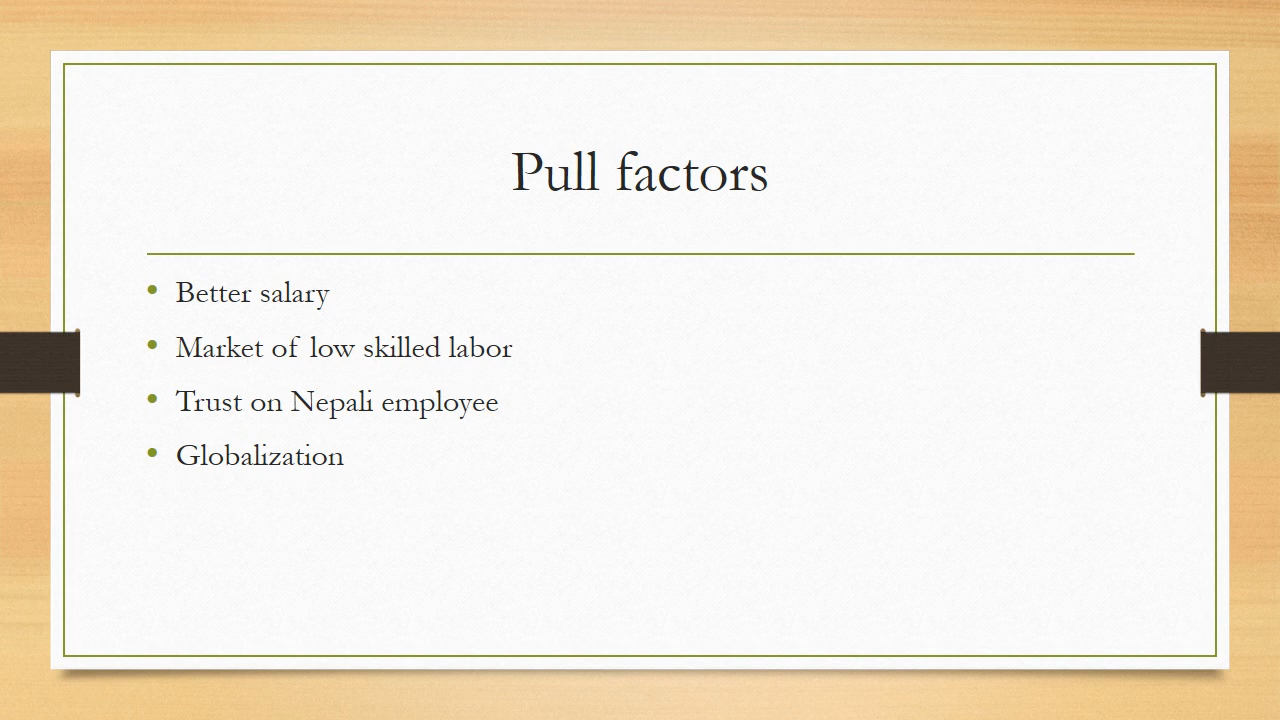 Pull factors
• Better salary
• Market of low skilled labor
• Trust on Nepali employee
• Globalization